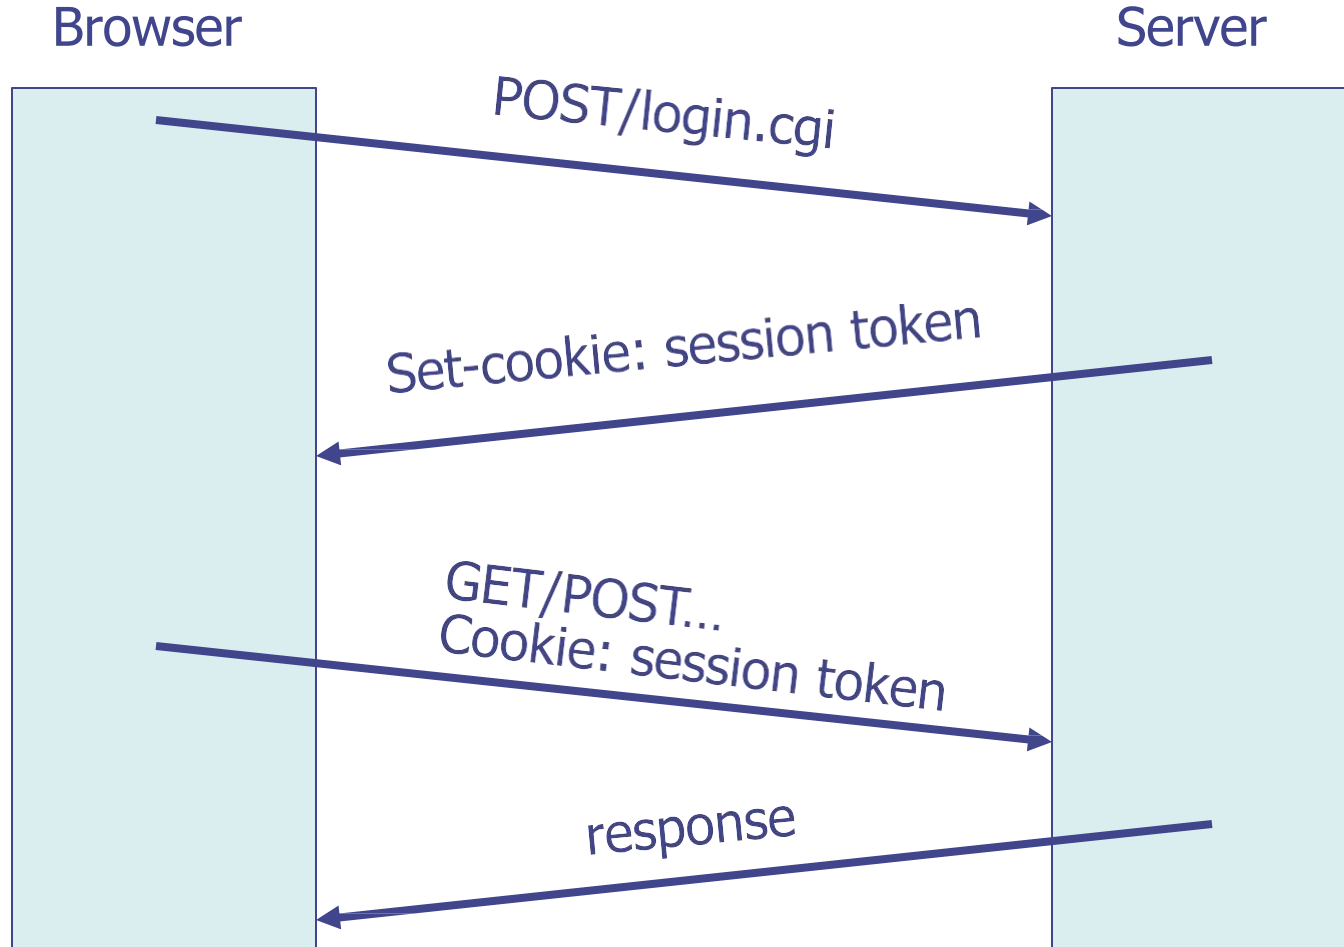 Browser
Server
POST/login.cgi
Set-cookie: session token
GET/POST...
Cookie: session token
response